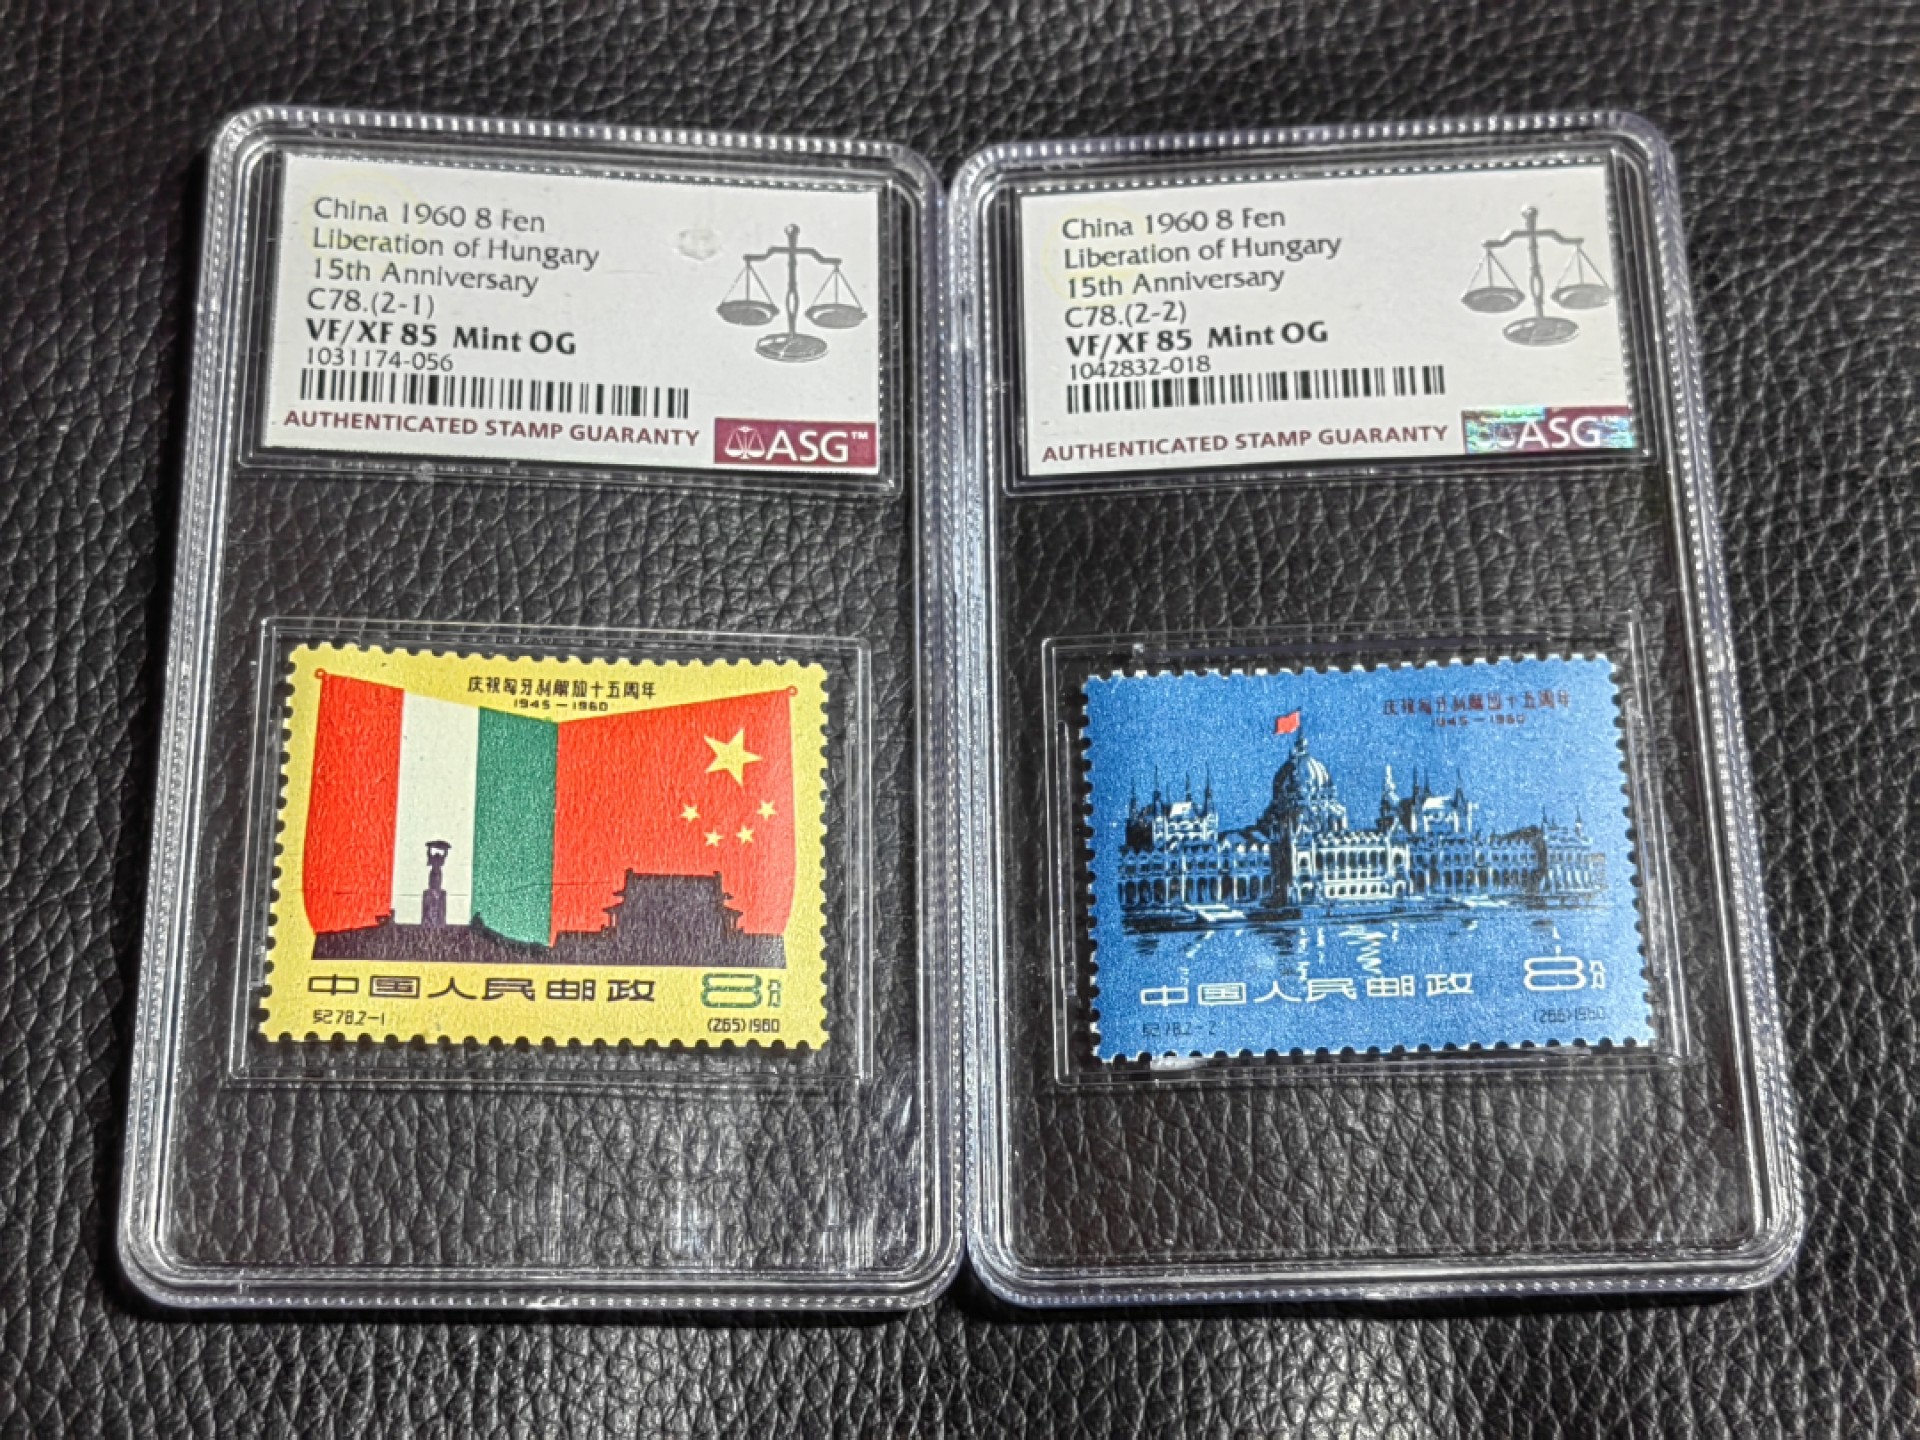 China 1960 8 Fen
Liberation of Hungary
15th Anniversary
C78.(2-1)
VF/XF 85 Mint OG
1031174-056
AUTHENTICATED STAMP GUARANTY
ASG™
庆祝匈牙利解放十五周年
1945-1960
中国人民邮政
8分
纪78.2-1
(265)1960
China 1960 8 Fen
Liberation of Hungary
15th Anniversary
C78.(2-2)
VF/XF 85 Mint OG
1042832-018
AUTHENTICATED STAMP GUARANTY
ASG™
庆祝匈牙利解放十五周年
1945-1960
中国人民邮政
8分
纪78.2-2
(266)1960